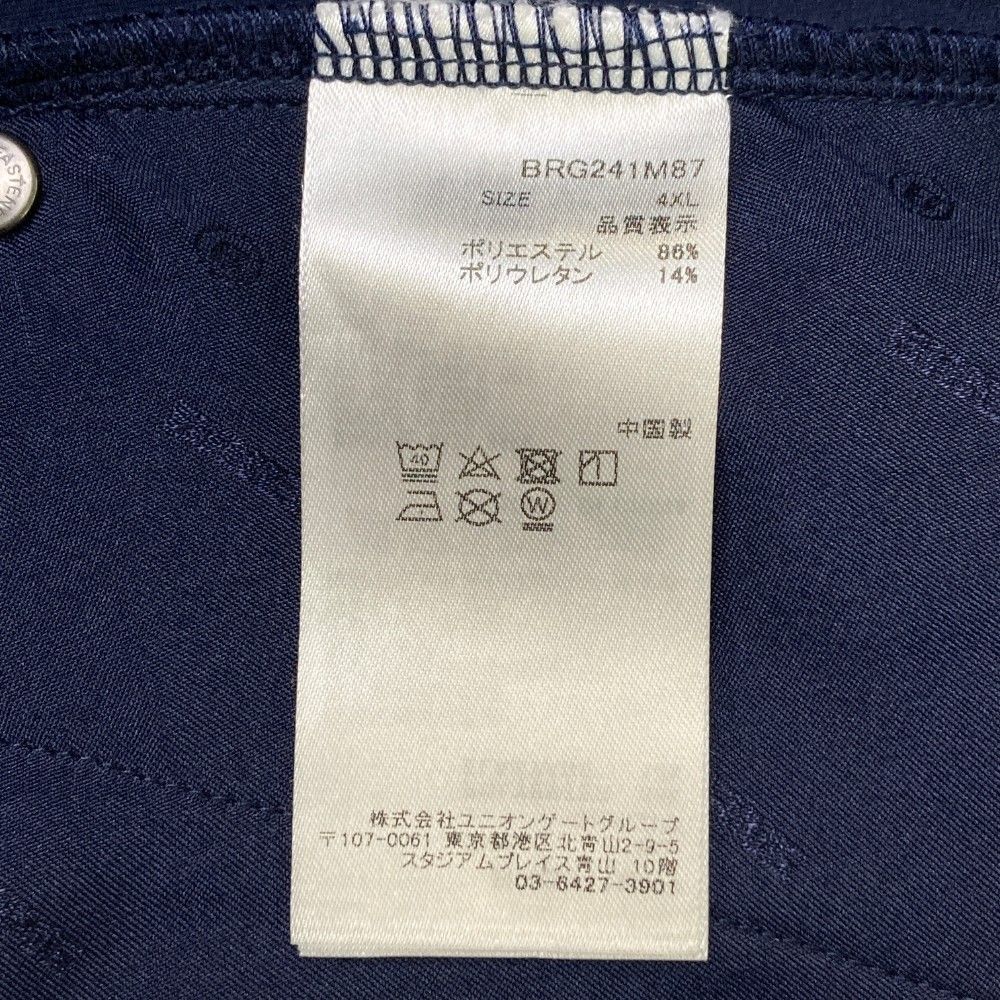 BRG241M87
SIZE 4XL
品質表示
ポリエステル 86%
ポリウレタン 14%
中国製
40
W
株式会社ユニオンゲートグループ
〒107-0061 東京都港区北青山2-9-5
スタジアムプレイス青山 10階
03-6427-3901